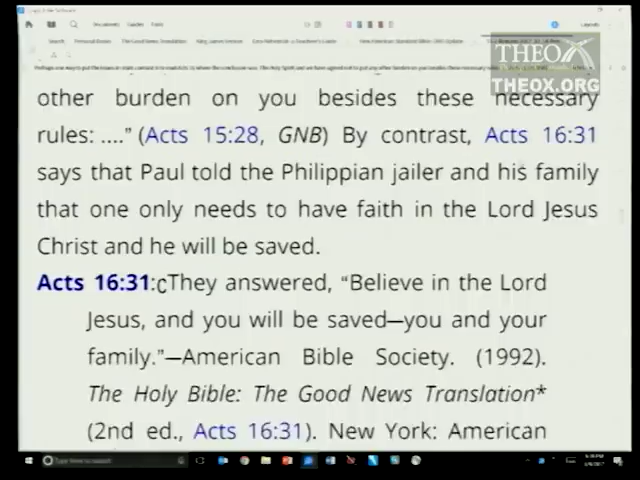 Layouts
THEOX
THEOX.ORG
other burden on you besides these necessary
rules: ....” (Acts 15:28, GNB) By contrast, Acts 16:31
says that Paul told the Philippian jailer and his family
that one only needs to have faith in the Lord Jesus
Christ and he will be saved.
Acts 16:31:cThey answered, “Believe in the Lord
Jesus, and you will be saved—you and your
family.”—American Bible Society. (1992).
The Holy Bible: The Good News Translation*
(2nd ed., Acts 16:31). New York: American